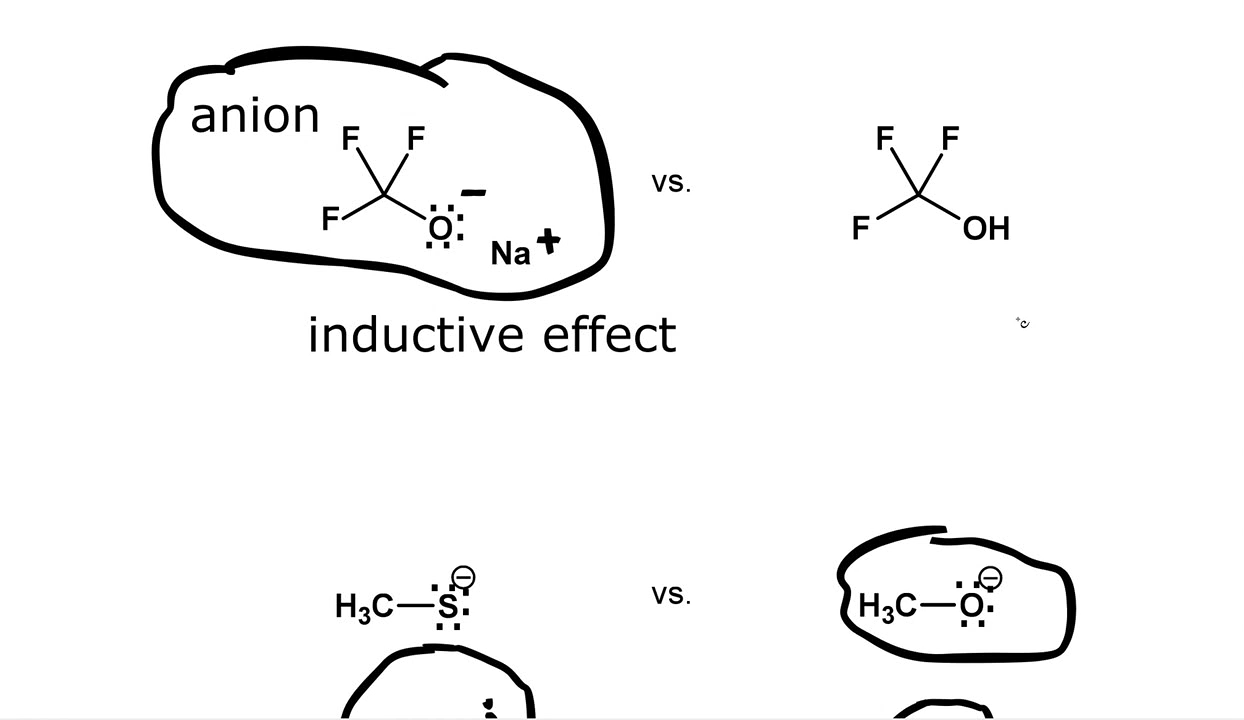 anion
F F F F
vs.
F O: − F OH
Na+
inductive effect
H₃C—S:⊖ vs. H₃C—O:⊖